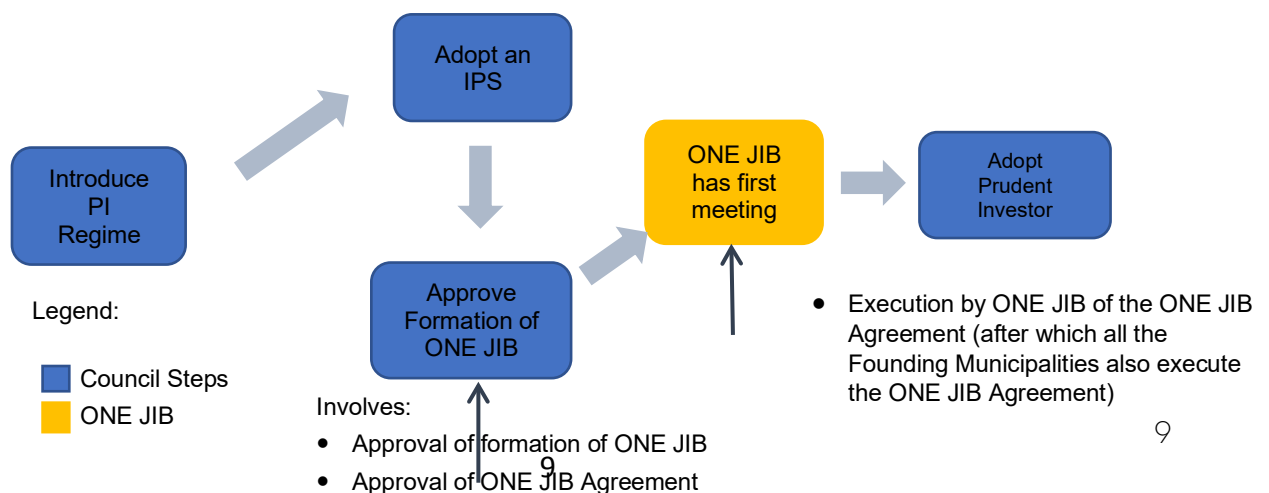 Adopt an
IPS
Introduce
PI
Regime
ONE JIB
has first
meeting
Adopt
Prudent
Investor
Approve
Formation of
ONE JIB
Legend:
Council Steps
ONE JIB
Involves:
• Approval of formation of ONE JIB
• Approval of ONE JIB Agreement
9
• Execution by ONE JIB of the ONE JIB
Agreement (after which all the
Founding Municipalities also execute
the ONE JIB Agreement)
9